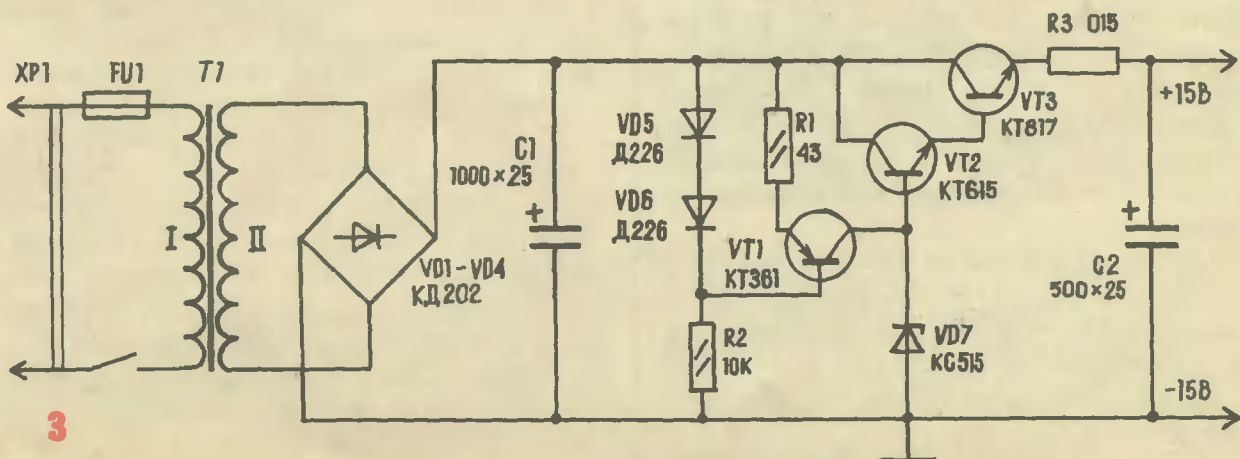 R3 015
XP1
FU1
T1
+15В
VT3
КТ817
VD5
Д226
R1
43
C1
1000×25
VT2
КТ615
VD6
Д226
+
+
I
II
VT1
КТ361
VD1-VD4
КД202
C2
500×25
R2
10К
VD7
КС515
-15В
3